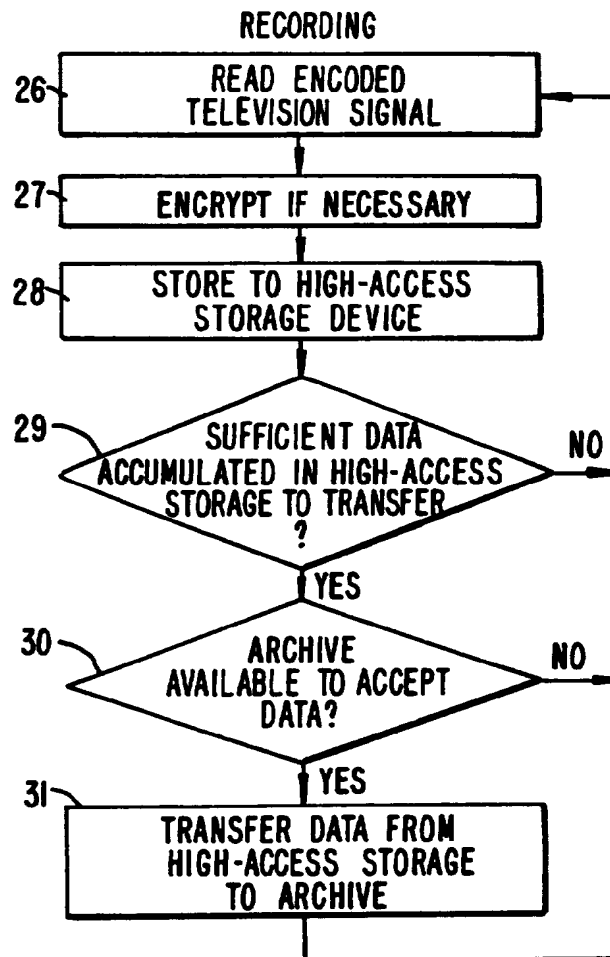 RECORDING
26
READ ENCODED
TELEVISION SIGNAL
27
ENCRYPT IF NECESSARY
28
STORE TO HIGH-ACCESS
STORAGE DEVICE
29
SUFFICIENT DATA
ACCUMULATED IN HIGH-ACCESS
STORAGE TO TRANSFER
?
NO
YES
30
ARCHIVE
AVAILABLE TO ACCEPT
DATA?
NO
YES
31
TRANSFER DATA FROM
HIGH-ACCESS STORAGE
TO ARCHIVE